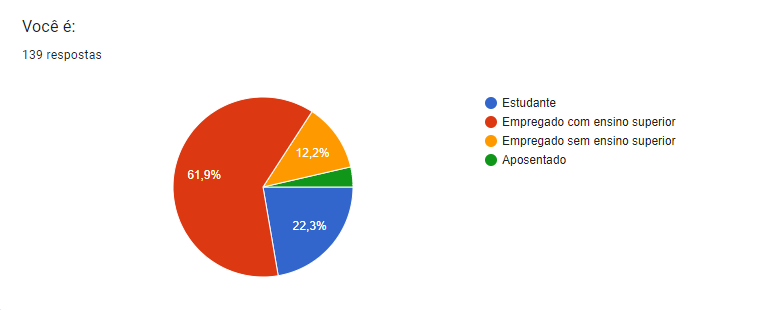 Você é:
139 respostas
Estudante
Empregado com ensino superior
Empregado sem ensino superior
Aposentado
12,2%
61,9%
22,3%